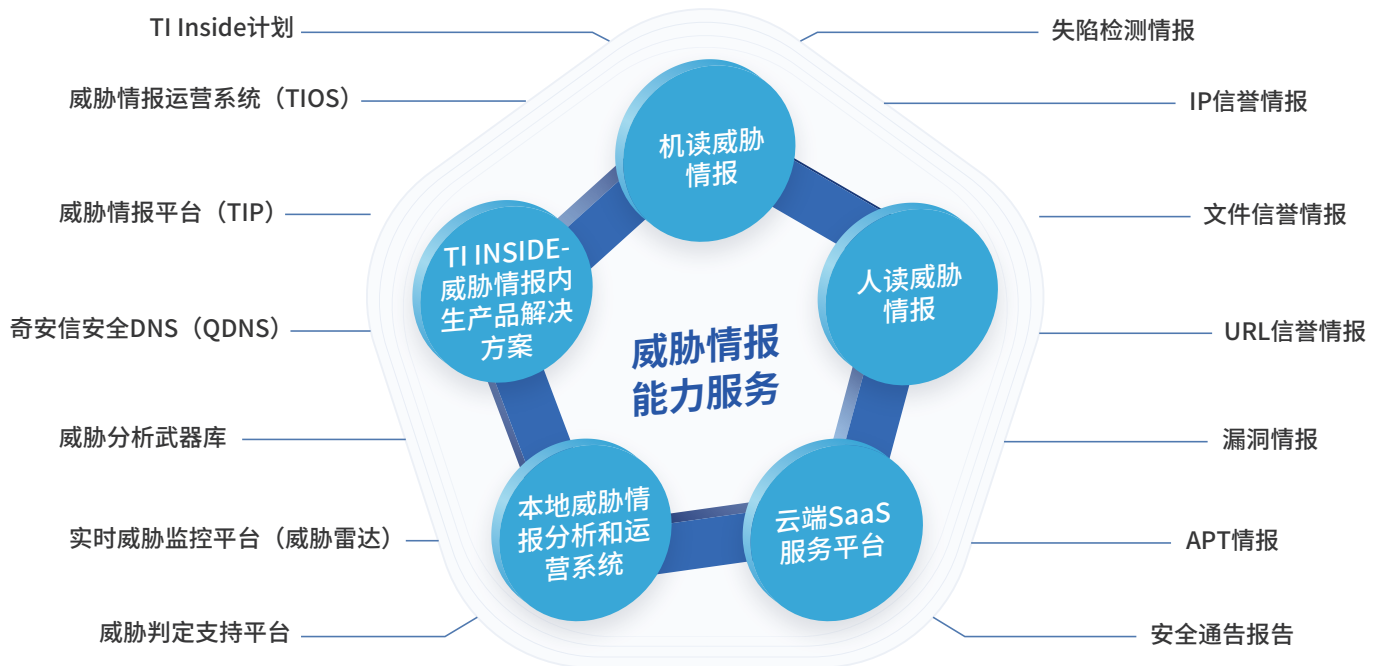 TI Inside计划
失陷检测情报
威胁情报运营系统（TIOS）
IP信誉情报
机读威胁
情报
威胁情报平台（TIP）
文件信誉情报
TI INSIDE-
威胁情报内
生产品解决
方案
人读威胁
情报
奇安信安全DNS（QDNS）
URL信誉情报
威胁情报
能力服务
威胁分析武器库
漏洞情报
本地威胁情
报分析和运
营系统
云端SaaS
服务平台
实时威胁监控平台（威胁雷达）
APT情报
威胁判定支持平台
安全通告报告